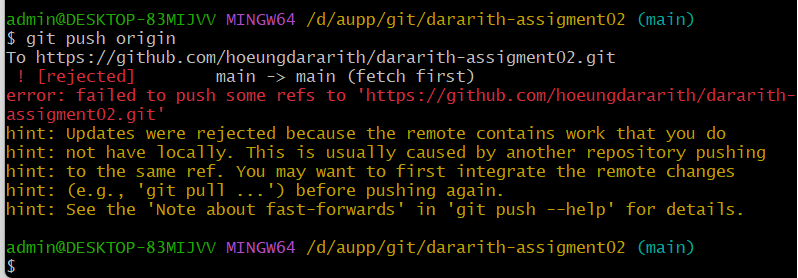 admin@DESKTOP-83MIJVV MINGW64 /d/aupp/git/dararith-assigment02 (main)
$ git push origin
To https://github.com/hoeungdararith/dararith-assigment02.git
 ! [rejected]        main -> main (fetch first)
error: failed to push some refs to 'https://github.com/hoeungdararith/dararith-
assigment02.git'
hint: Updates were rejected because the remote contains work that you do
hint: not have locally. This is usually caused by another repository pushing
hint: to the same ref. You may want to first integrate the remote changes
hint: (e.g., 'git pull ...') before pushing again.
hint: See the 'Note about fast-forwards' in 'git push --help' for details.

admin@DESKTOP-83MIJVV MINGW64 /d/aupp/git/dararith-assigment02 (main)
$